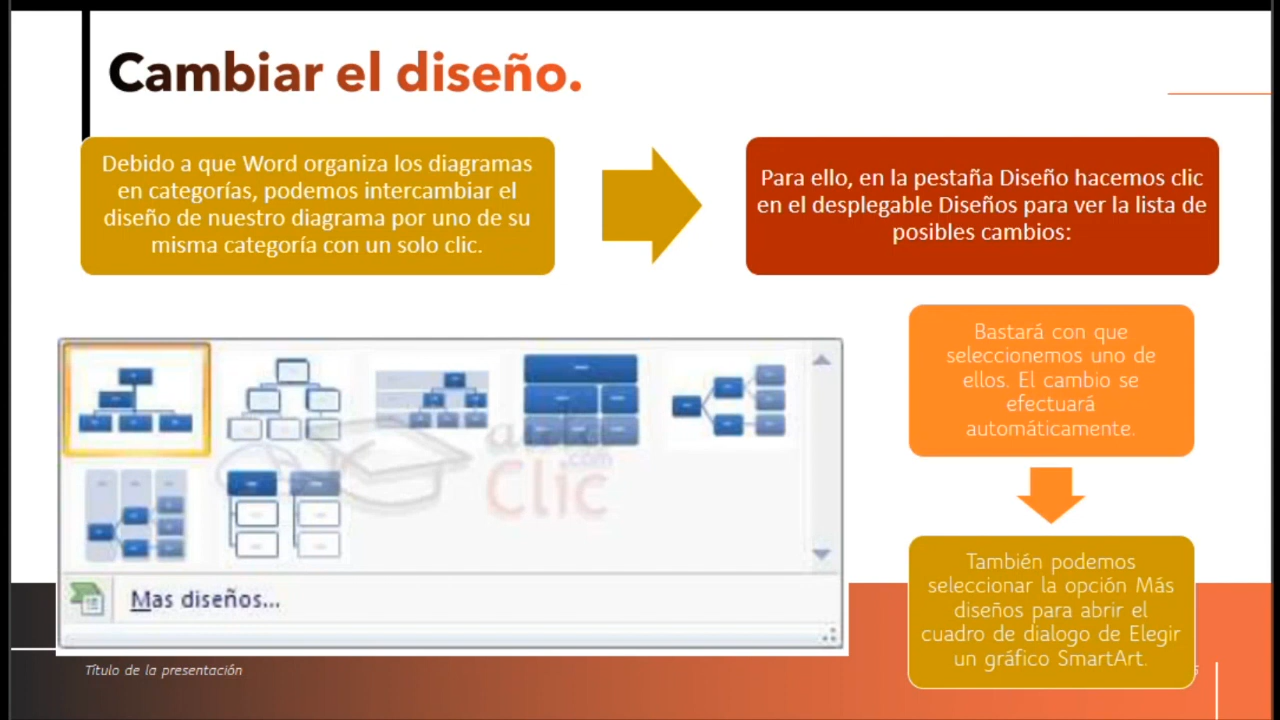 Cambiar el diseño.
Debido a que Word organiza los diagramas
en categorías, podemos intercambiar el
diseño de nuestro diagrama por uno de su
misma categoría con un solo clic.
Para ello, en la pestaña Diseño hacemos clic
en el desplegable Diseños para ver la lista de
posibles cambios:
Bastará con que
seleccionemos uno de
ellos. El cambio se
efectuará
automáticamente.
También podemos
seleccionar la opción Más
diseños para abrir el
cuadro de dialogo de Elegir
un gráfico SmartArt.
aula
.com
Clic
Mas diseños...
Título de la presentación